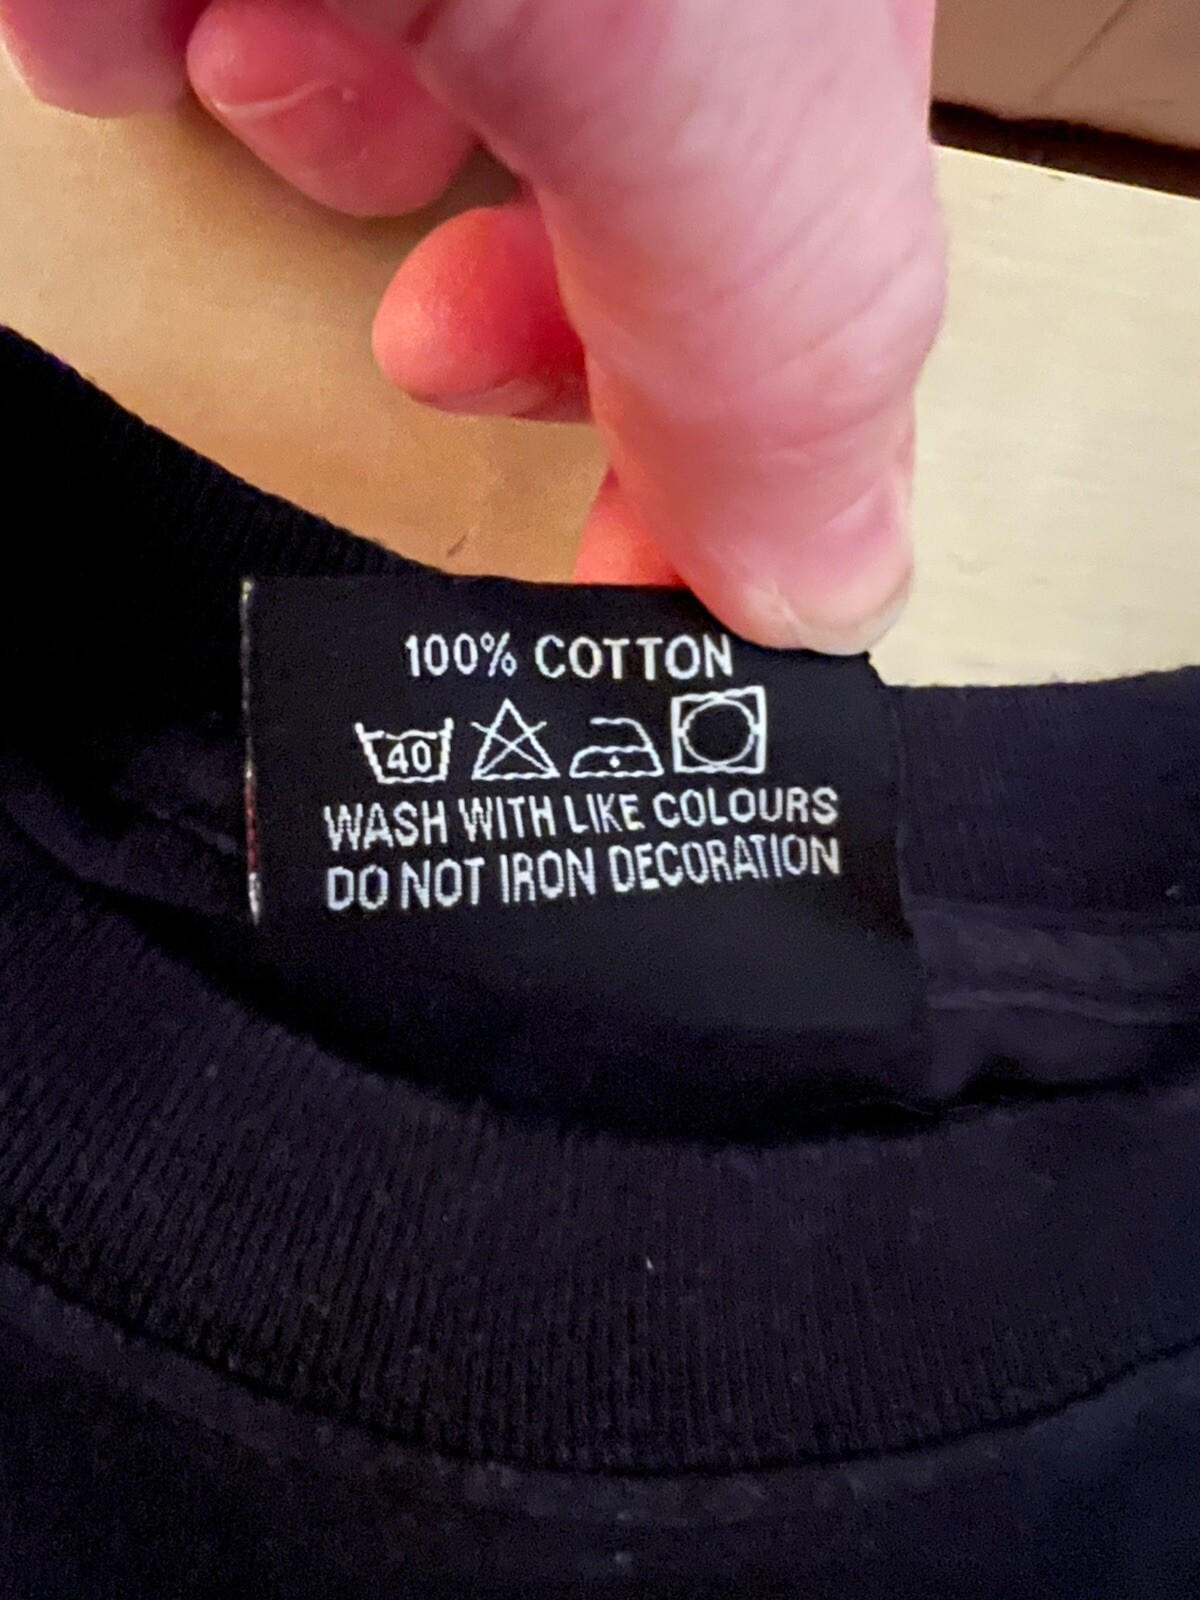 100% COTTON
40
WASH WITH LIKE COLOURS
DO NOT IRON DECORATION